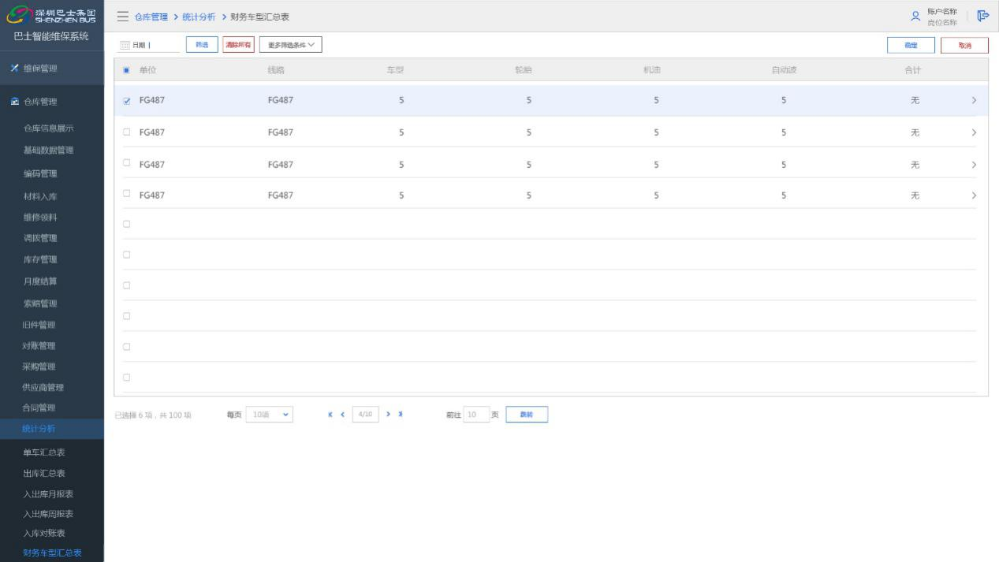 深圳巴士集团
SHENZHEN BUS
巴士智能维保系统
维保管理
仓库管理
仓库信息展示
基础数据管理
编码管理
材料入库
维修领料
调拨管理
库存管理
月度结算
索赔管理
旧件管理
对账管理
采购管理
供应商管理
合同管理
统计分析
单车汇总表
出库汇总表
入出库月报表
入出库周报表
入库对账表
财务车型汇总表
仓库管理 > 统计分析 > 财务车型汇总表
账户名称
岗位名称
日期 筛选 清除所有 更多筛选条件 确定 取消
单位 线路 车型 轮胎 机油 自动波 合计
FG487 FG487 5 5 5 5 无
FG487 FG487 5 5 5 5 无
FG487 FG487 5 5 5 5 无
FG487 FG487 5 5 5 5 无
已选择 6 项，共 100 项 每页 10项 4/10 前往 10 页 跳转